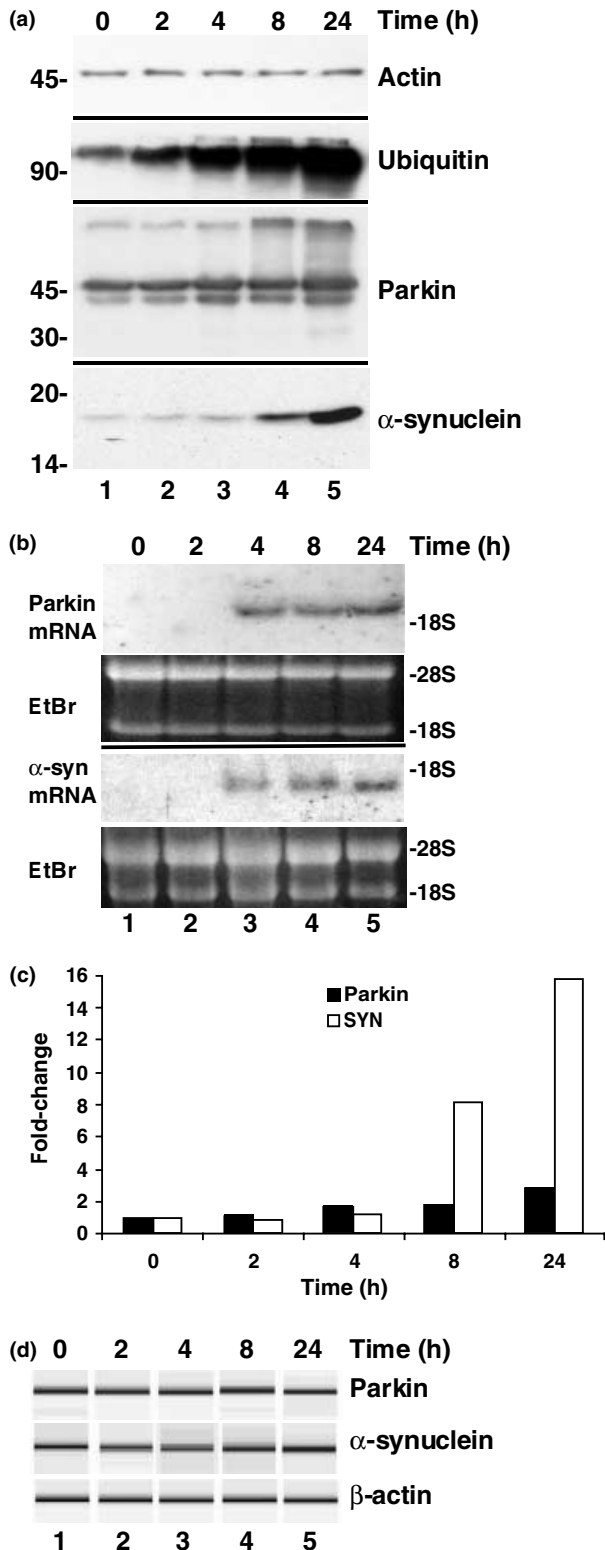 (a) 0 2 4 8 24 Time (h)
45- Actin
90- Ubiquitin
45- Parkin
30-
20-
α-synuclein
14-
1 2 3 4 5
(b) 0 2 4 8 24 Time (h)
Parkin
mRNA
-18S
-28S
EtBr
-18S
α-syn
mRNA
-18S
-28S
EtBr
-18S
1 2 3 4 5
(c)
16
14
12
10
8
6
4
2
0
Fold-change
Parkin
SYN
0 2 4 8 24
Time (h)
(d) 0 2 4 8 24 Time (h)
Parkin
α-synuclein
β-actin
1 2 3 4 5